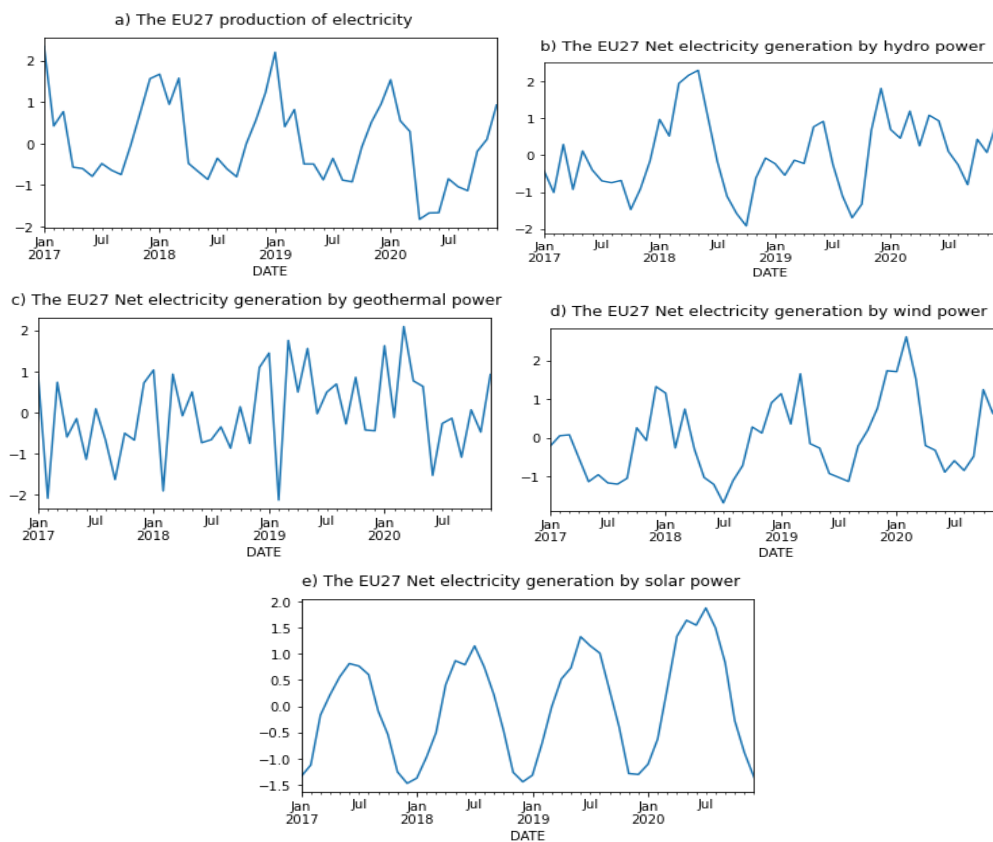 a) The EU27 production of electricity
2
1
0
−1
−2
Jan Jul Jan Jul Jan Jul Jan Jul
2017 2018 2019 2020
DATE
b) The EU27 Net electricity generation by hydro power
2
1
0
−1
−2
Jan Jul Jan Jul Jan Jul Jan Jul
2017 2018 2019 2020
DATE
c) The EU27 Net electricity generation by geothermal power
2
1
0
−1
−2
Jan Jul Jan Jul Jan Jul Jan Jul
2017 2018 2019 2020
DATE
d) The EU27 Net electricity generation by wind power
2
1
0
−1
Jan Jul Jan Jul Jan Jul Jan Jul
2017 2018 2019 2020
DATE
e) The EU27 Net electricity generation by solar power
2.0
1.5
1.0
0.5
0.0
−0.5
−1.0
−1.5
Jan Jul Jan Jul Jan Jul Jan Jul
2017 2018 2019 2020
DATE